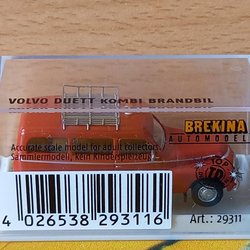 VOLVO DUETT KOMBI BRANDBIL
BREKINA
AUTOMODELLE
Accurate scale model for adult collectors.
Sammlermodell, kein Kinderspielzeug.
TOP
4 026538 293116
Art.: 29311